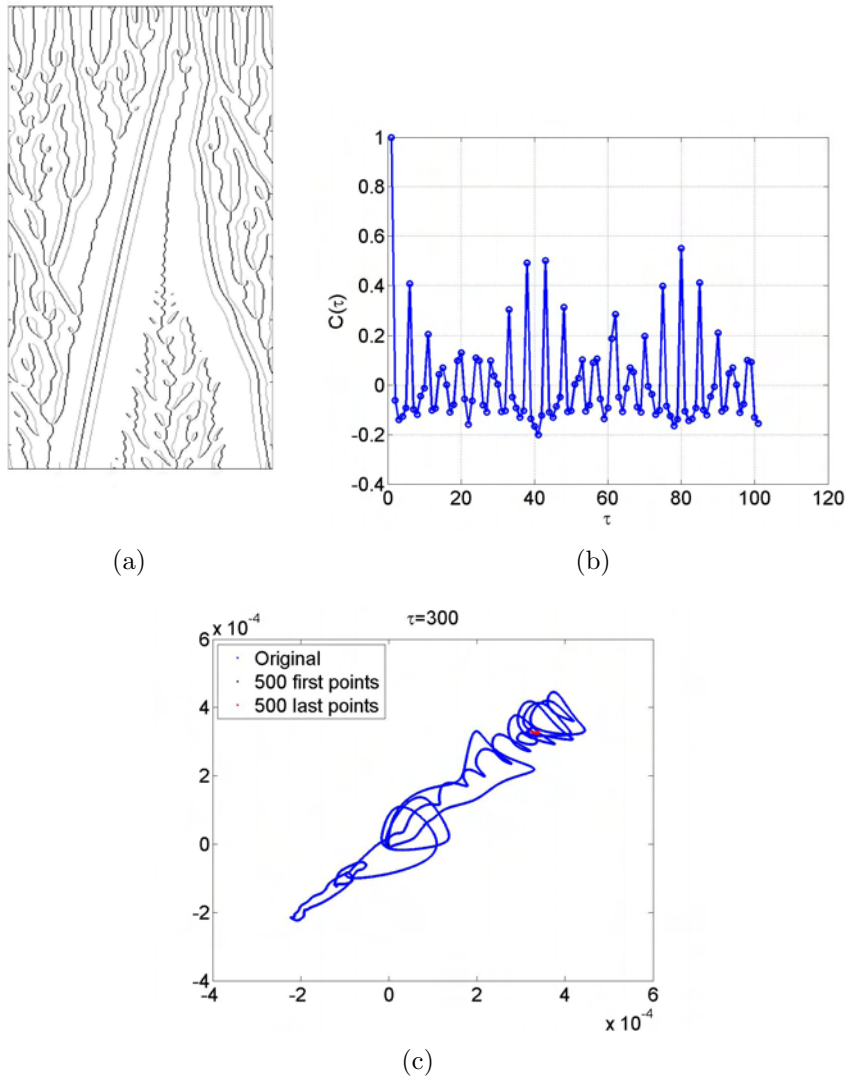 1
0.8
0.6
0.4
0.2
0
-0.2
-0.4
C(τ)
0 20 40 60 80 100 120
τ
(a)
(b)
x 10⁻⁴
τ=300
6
4
2
0
−2
−4
Original
500 first points
500 last points
−4 −2 0 2 4 6
x 10⁻⁴
(c)